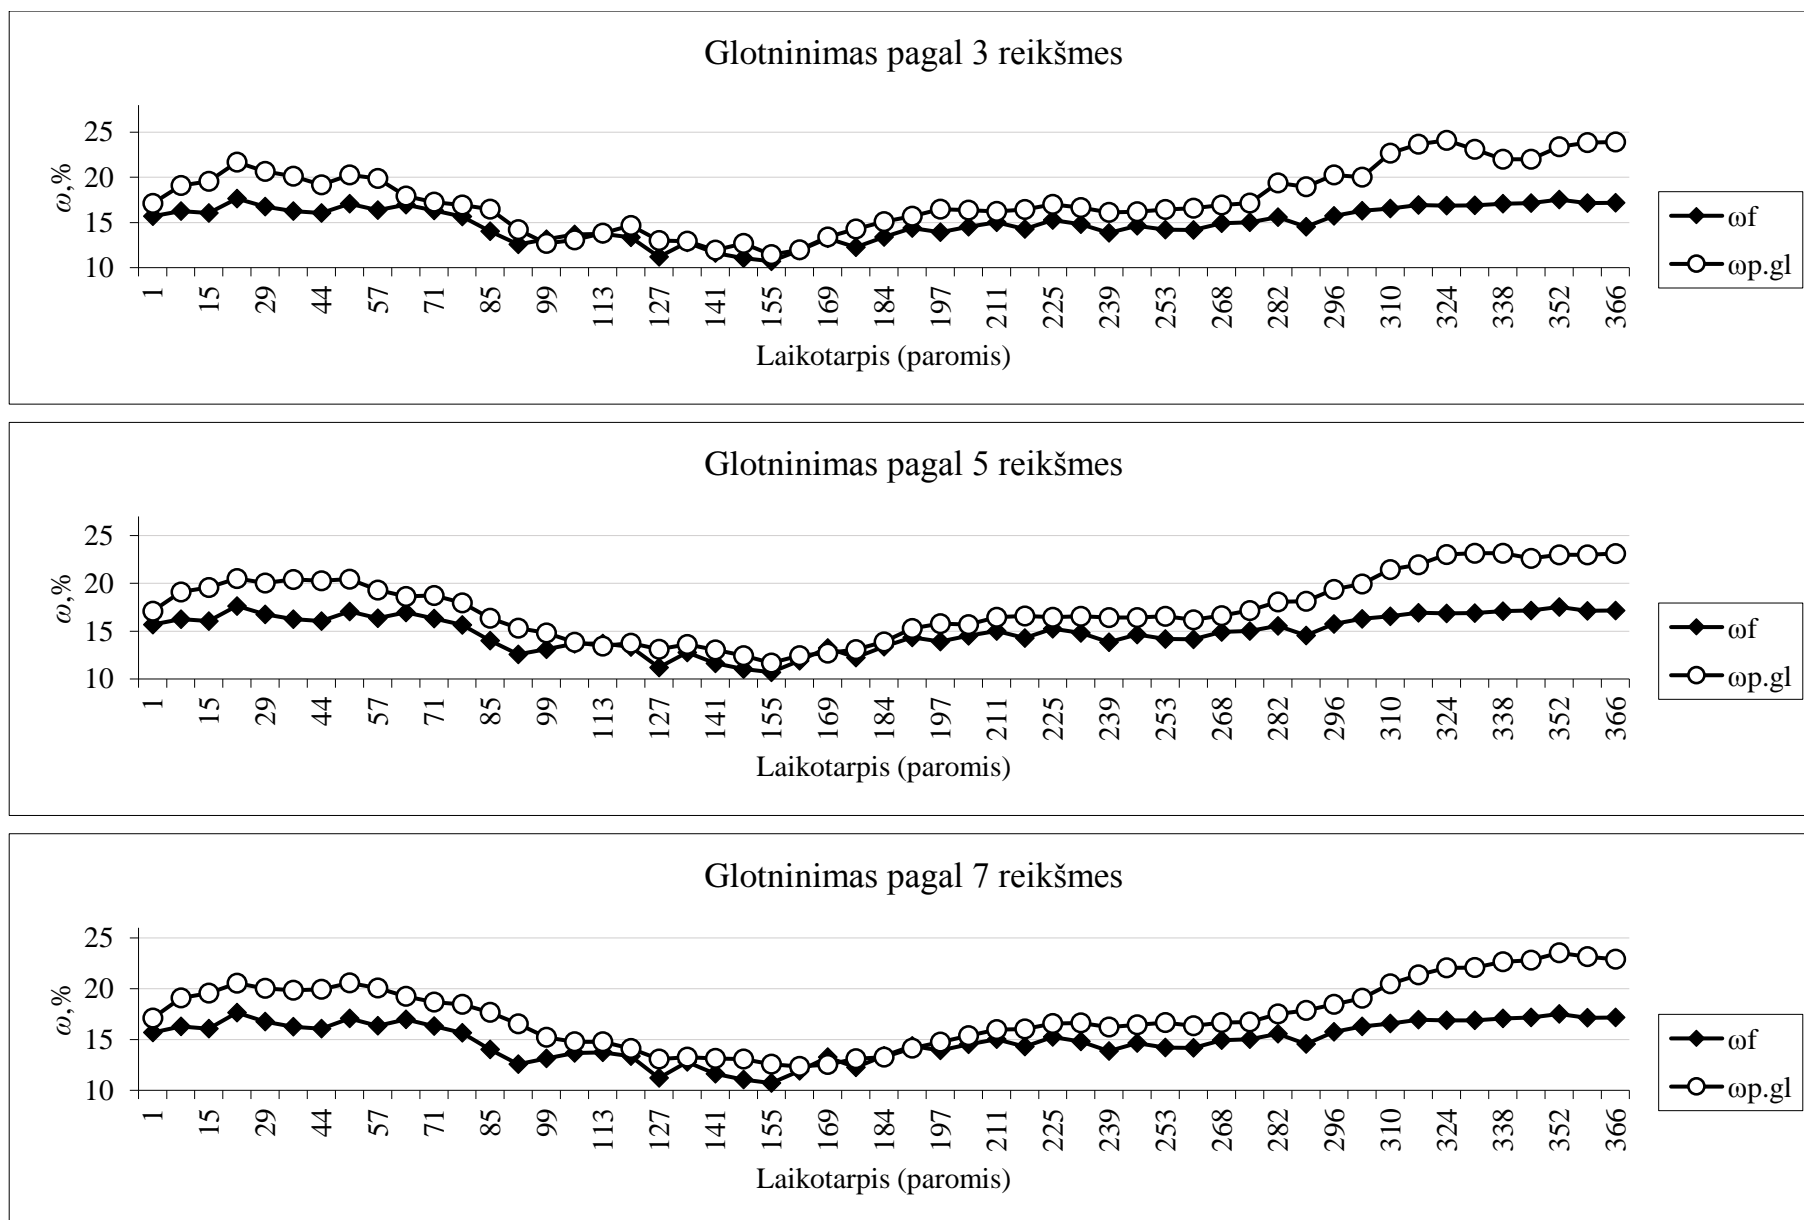 Glotninimas pagal 3 reikšmes
25
20
15
10
ω,%
1 15 29 44 57 71 85 99 113 127 141 155 169 184 197 211 225 239 253 268 282 296 310 324 338 352 366
Laikotarpis (paromis)
ωf
ωp.gl
Glotninimas pagal 5 reikšmes
25
20
15
10
ω,%
1 15 29 44 57 71 85 99 113 127 141 155 169 184 197 211 225 239 253 268 282 296 310 324 338 352 366
Laikotarpis (paromis)
ωf
ωp.gl
Glotninimas pagal 7 reikšmes
25
20
15
10
ω,%
1 15 29 44 57 71 85 99 113 127 141 155 169 184 197 211 225 239 253 268 282 296 310 324 338 352 366
Laikotarpis (paromis)
ωf
ωp.gl